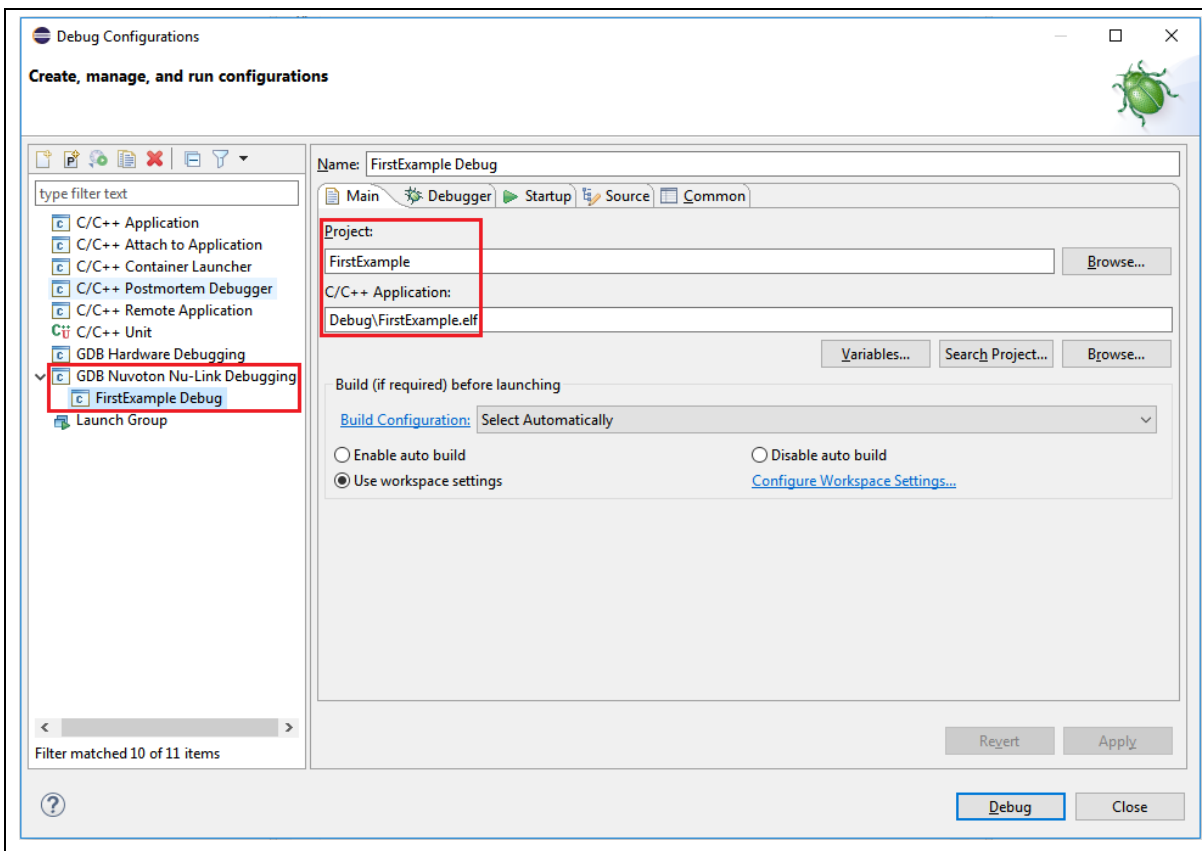 Debug Configurations
Create, manage, and run configurations
type filter text
C/C++ Application
C/C++ Attach to Application
C/C++ Container Launcher
C/C++ Postmortem Debugger
C/C++ Remote Application
C/C++ Unit
GDB Hardware Debugging
GDB Nuvoton Nu-Link Debugging
FirstExample Debug
Launch Group
Filter matched 10 of 11 items
Name: FirstExample Debug
Main Debugger Startup Source Common
Project:
FirstExample Browse...
C/C++ Application:
Debug\FirstExample.elf
Variables... Search Project... Browse...
Build (if required) before launching
Build Configuration: Select Automatically
Enable auto build Disable auto build
Use workspace settings Configure Workspace Settings...
Revert Apply
Debug Close